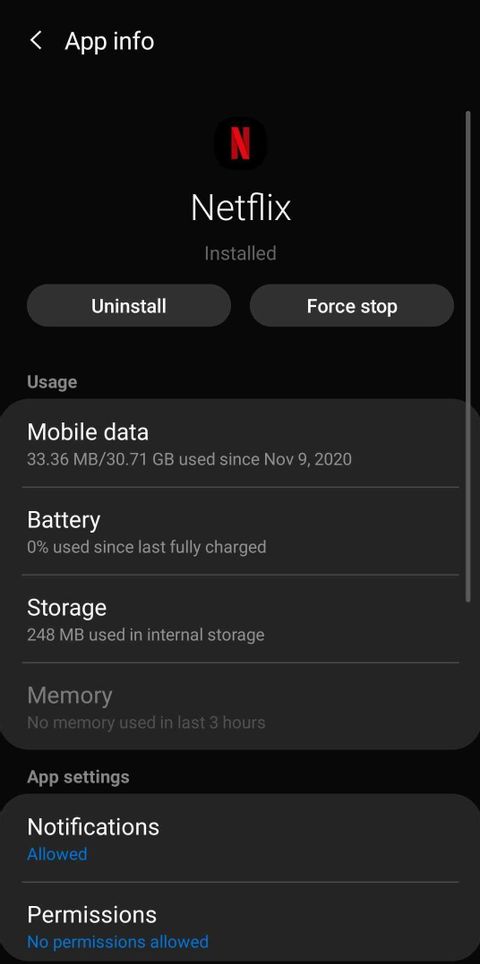 App info
N
Netflix
Installed
Uninstall
Force stop
Usage
Mobile data
33.36 MB/30.71 GB used since Nov 9, 2020
Battery
0% used since last fully charged
Storage
248 MB used in internal storage
Memory
No memory used in last 3 hours
App settings
Notifications
Allowed
Permissions
No permissions allowed